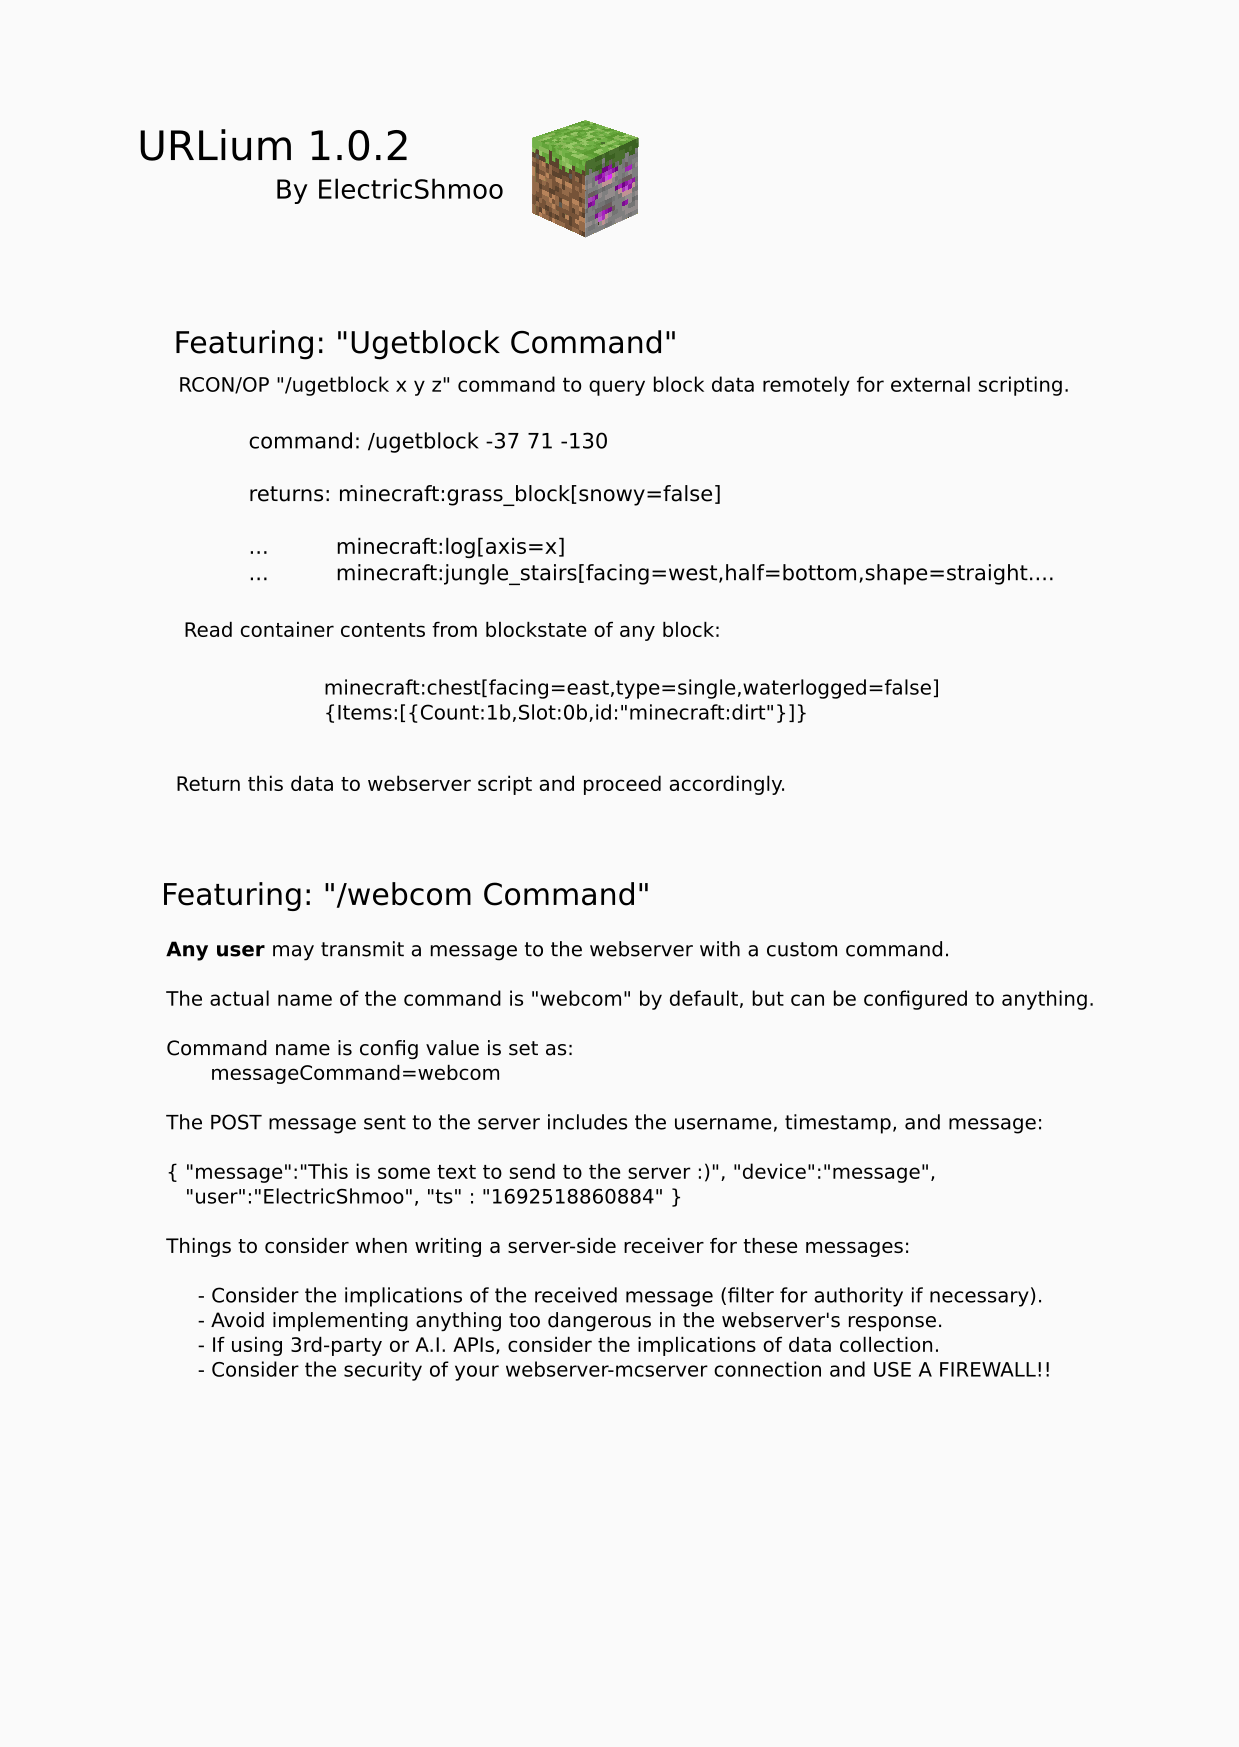 URLium 1.0.2
By ElectricShmoo
Featuring: "Ugetblock Command"
RCON/OP "/ugetblock x y z" command to query block data remotely for external scripting.
command: /ugetblock -37 71 -130
returns: minecraft:grass_block[snowy=false]
... minecraft:log[axis=x]
... minecraft:jungle_stairs[facing=west,half=bottom,shape=straight....
Read container contents from blockstate of any block:
minecraft:chest[facing=east,type=single,waterlogged=false]
{Items:[{Count:1b,Slot:0b,id:"minecraft:dirt"}]}
Return this data to webserver script and proceed accordingly.
Featuring: "/webcom Command"
Any user may transmit a message to the webserver with a custom command.
The actual name of the command is "webcom" by default, but can be configured to anything.
Command name is config value is set as:
messageCommand=webcom
The POST message sent to the server includes the username, timestamp, and message:
{ "message":"This is some text to send to the server :)", "device":"message",
"user":"ElectricShmoo", "ts" : "1692518860884" }
Things to consider when writing a server-side receiver for these messages:
- Consider the implications of the received message (filter for authority if necessary).
- Avoid implementing anything too dangerous in the webserver's response.
- If using 3rd-party or A.I. APIs, consider the implications of data collection.
- Consider the security of your webserver-mcserver connection and USE A FIREWALL!!